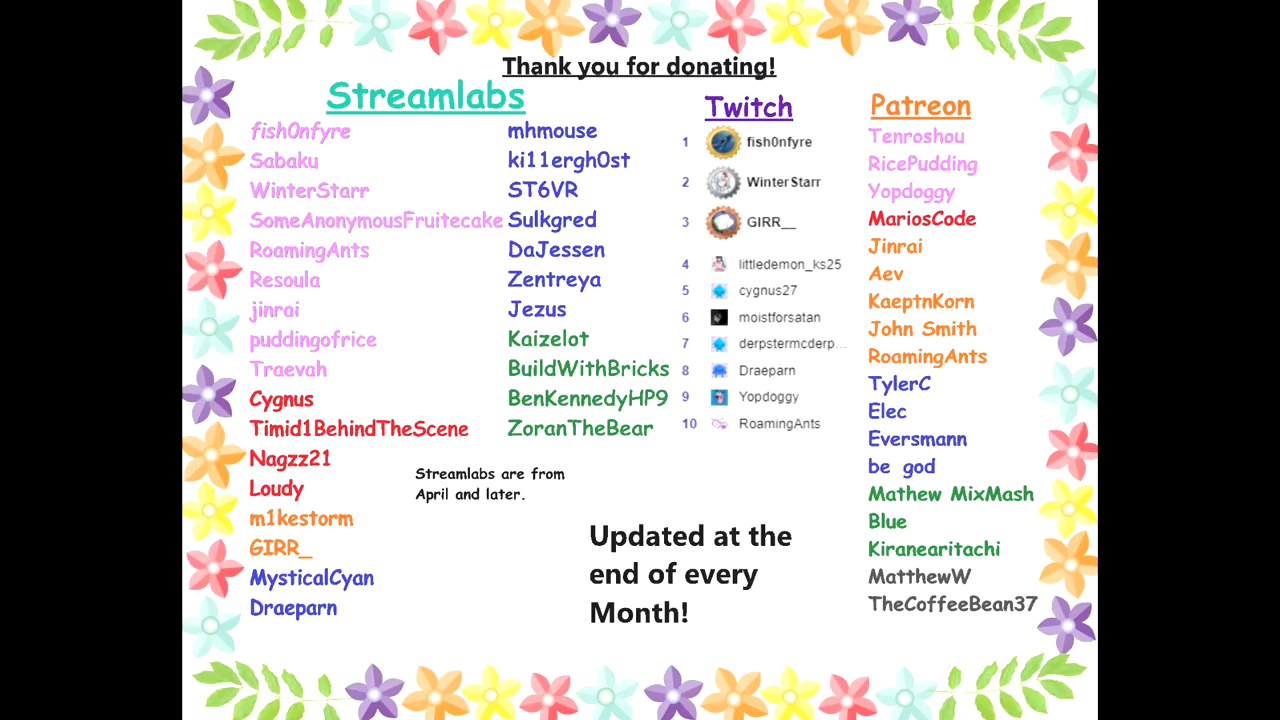 Thank you for donating!
Streamlabs
fish0nfyre
Sabaku
WinterStarr
SomeAnonymousFruitecake
RoamingAnts
Resoula
jinrai
puddingofrice
Traevah
Cygnus
Timid1BehindTheScene
Nagzz21
Loudy
m1kestorm
GIRR_
MysticalCyan
Draeparn
mhmouse
ki11ergh0st
ST6VR
Sulkgred
DaJessen
Zentreya
Jezus
Kaizelot
BuildWithBricks
BenKennedyHP9
ZoranTheBear
Streamlabs are from
April and later.
Twitch
1 fish0nfyre
2 WinterStarr
3 GIRR__
4 littledemon_ks25
5 cygnus27
6 moistforsatan
7 derpstermcderp...
8 Draeparn
9 Yopdoggy
10 RoamingAnts
Updated at the
end of every
Month!
Patreon
Tenroshou
RicePudding
Yopdoggy
MariosCode
Jinrai
Aev
KaeptnKorn
John Smith
RoamingAnts
TylerC
Elec
Eversmann
be god
Mathew MixMash
Blue
Kiranearitachi
MatthewW
TheCoffeeBean37